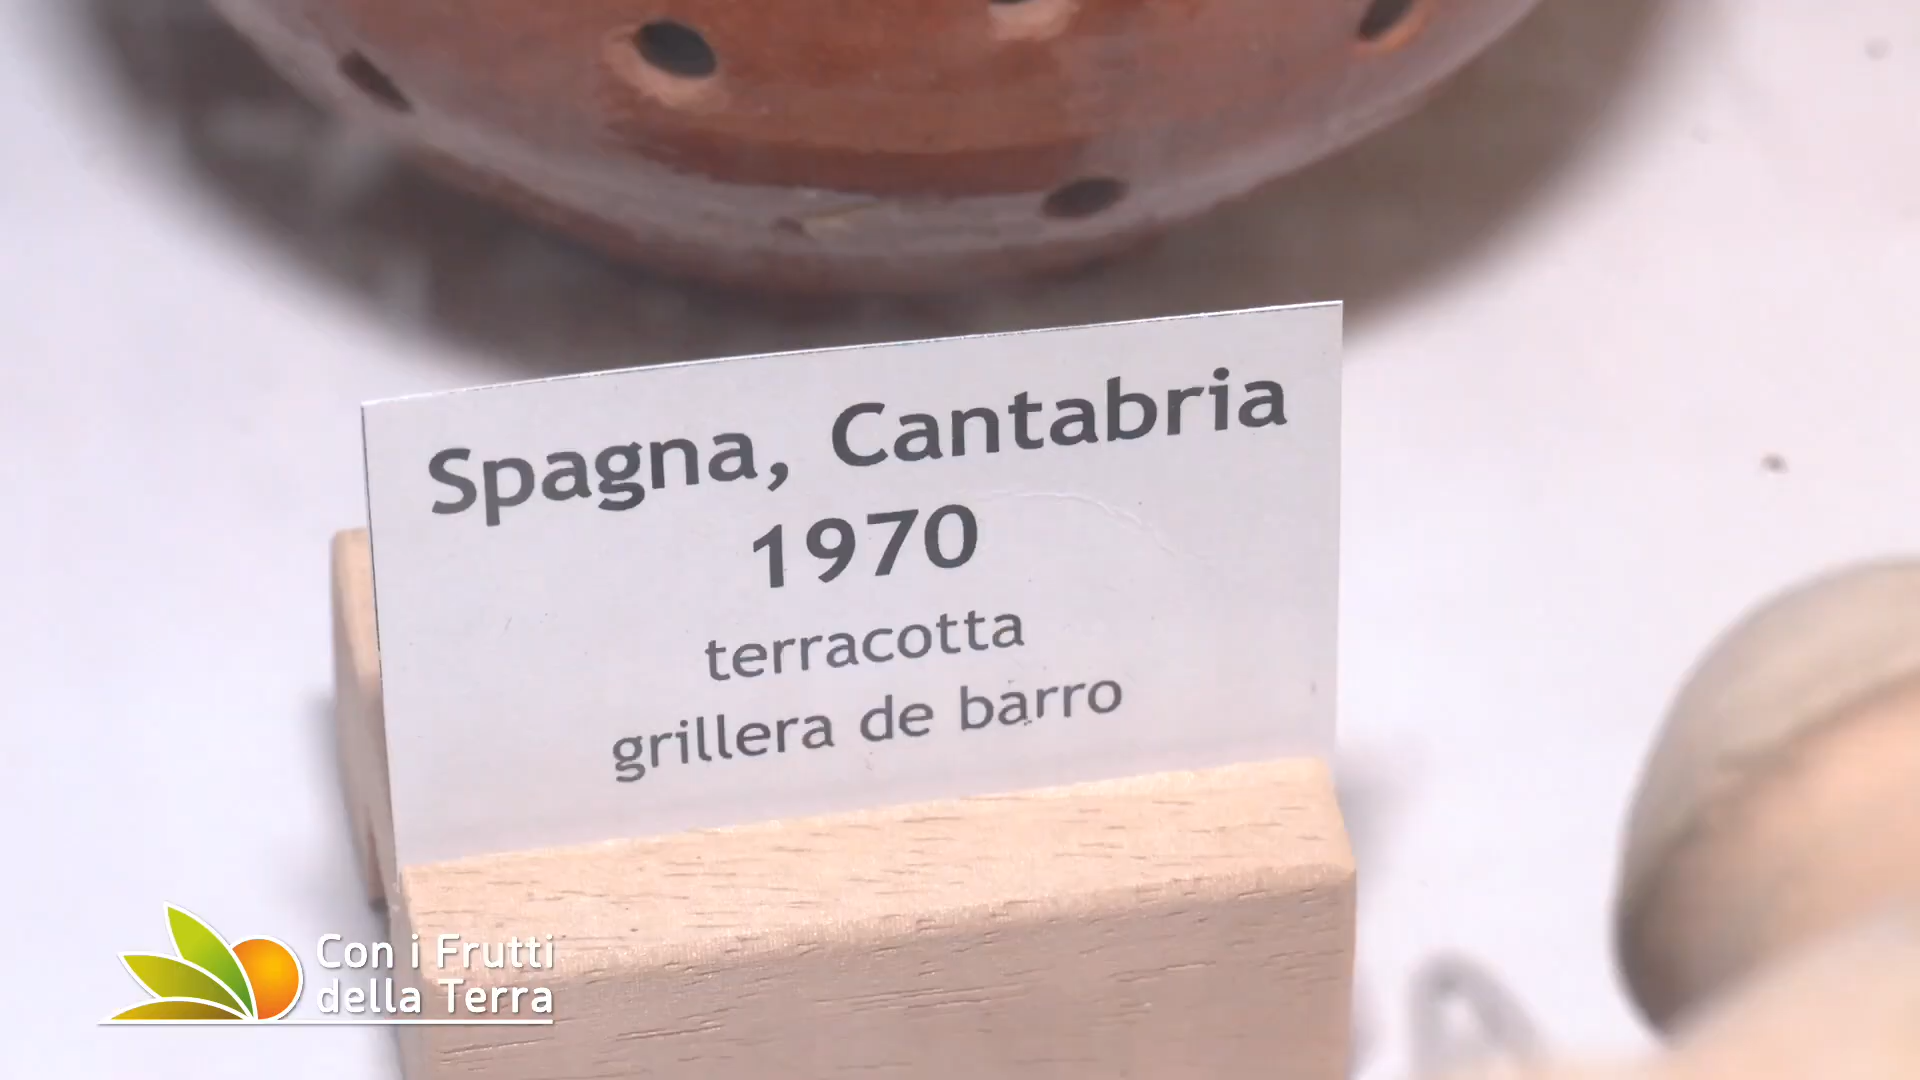 Spagna, Cantabria
1970
terracotta
grillera de barro
Con i Frutti
della Terra